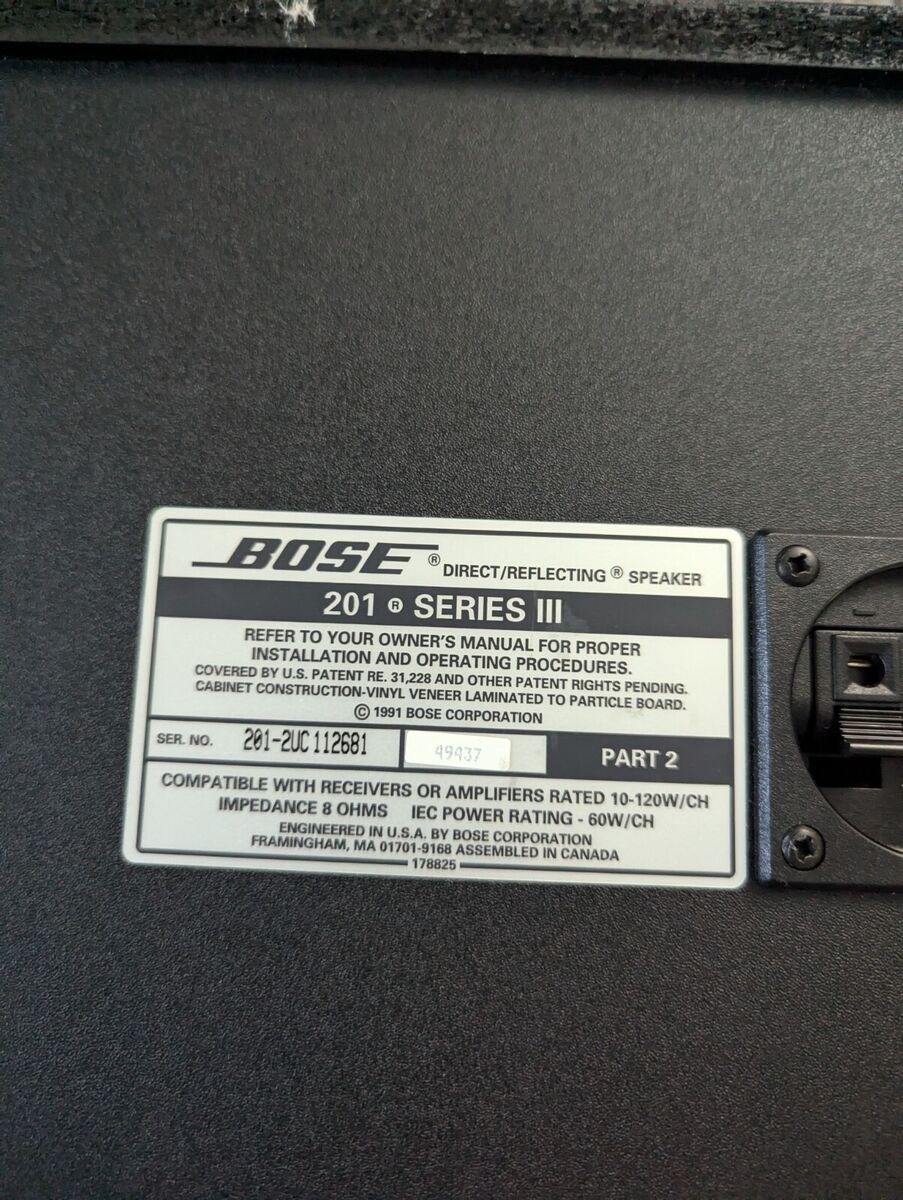 BOSE ® DIRECT/REFLECTING ® SPEAKER
201 ® SERIES III
REFER TO YOUR OWNER'S MANUAL FOR PROPER
INSTALLATION AND OPERATING PROCEDURES.
COVERED BY U.S. PATENT RE. 31,228 AND OTHER PATENT RIGHTS PENDING.
CABINET CONSTRUCTION-VINYL VENEER LAMINATED TO PARTICLE BOARD.
© 1991 BOSE CORPORATION
SER. NO. 201-2UC112681 49437 PART 2
COMPATIBLE WITH RECEIVERS OR AMPLIFIERS RATED 10-120W/CH
IMPEDANCE 8 OHMS IEC POWER RATING - 60W/CH
ENGINEERED IN U.S.A. BY BOSE CORPORATION
FRAMINGHAM, MA 01701-9168 ASSEMBLED IN CANADA
178825